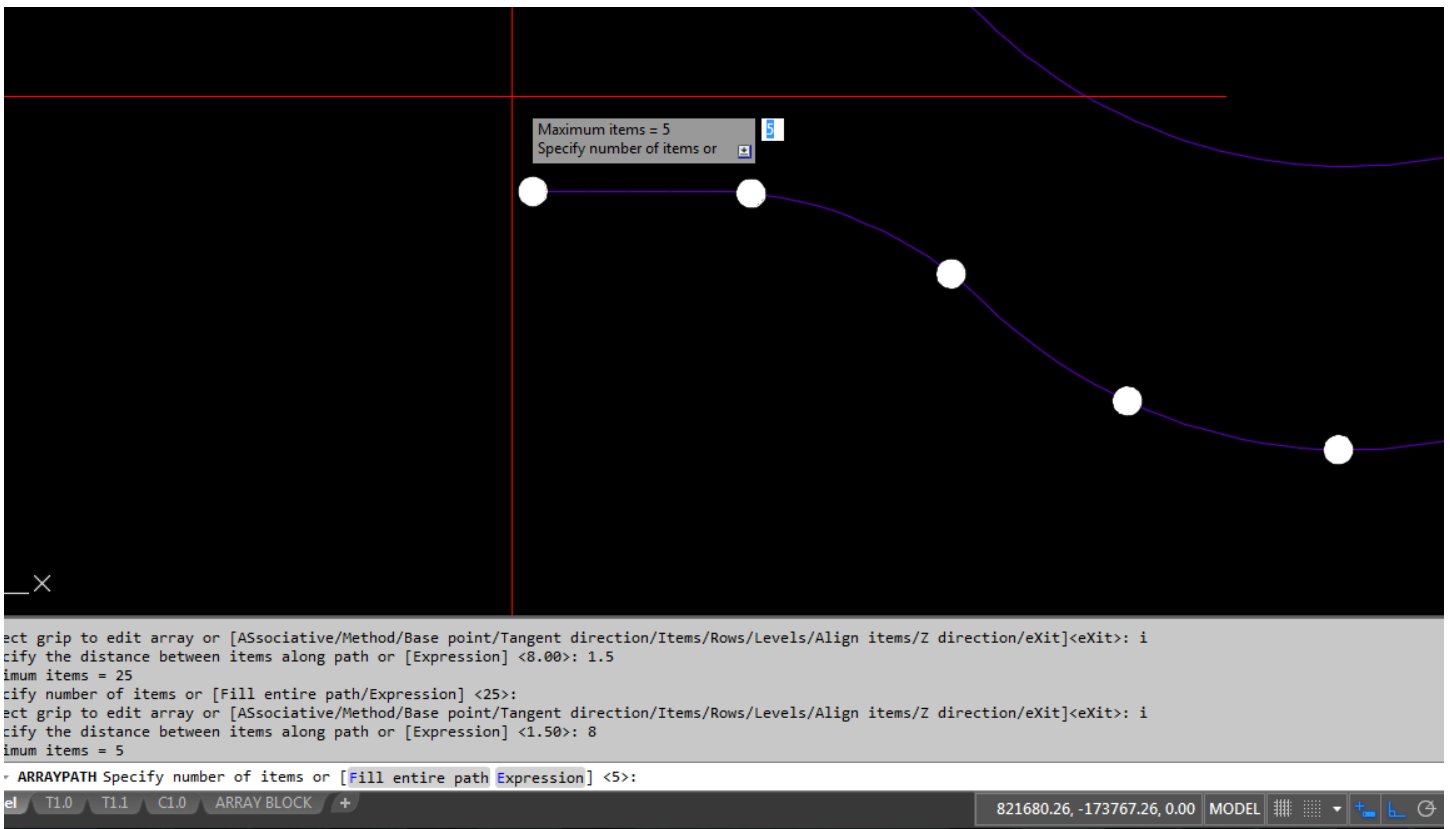 Maximum items = 5
5
Specify number of items or
ect grip to edit array or [ASsociative/Method/Base point/Tangent direction/Items/Rows/Levels/Align items/Z direction/eXit]<eXit>: i
cify the distance between items along path or [Expression] <8.00>: 1.5
imum items = 25
cify number of items or [Fill entire path/Expression] <25>:
ect grip to edit array or [ASsociative/Method/Base point/Tangent direction/Items/Rows/Levels/Align items/Z direction/eXit]<eXit>: i
cify the distance between items along path or [Expression] <1.50>: 8
imum items = 5
ARRAYPATH Specify number of items or [Fill entire path Expression] <5>:
el T1.0 T1.1 C1.0 ARRAY BLOCK +
821680.26, -173767.26, 0.00 MODEL